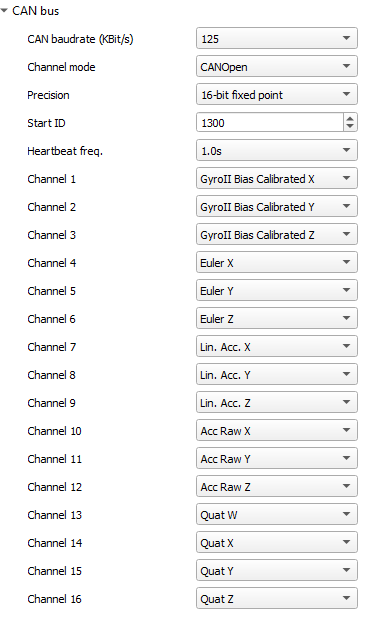 CAN bus
CAN baudrate (KBit/s) 125
Channel mode CANOpen
Precision 16-bit fixed point
Start ID 1300
Heartbeat freq. 1.0s
Channel 1 GyroII Bias Calibrated X
Channel 2 GyroII Bias Calibrated Y
Channel 3 GyroII Bias Calibrated Z
Channel 4 Euler X
Channel 5 Euler Y
Channel 6 Euler Z
Channel 7 Lin. Acc. X
Channel 8 Lin. Acc. Y
Channel 9 Lin. Acc. Z
Channel 10 Acc Raw X
Channel 11 Acc Raw Y
Channel 12 Acc Raw Z
Channel 13 Quat W
Channel 14 Quat X
Channel 15 Quat Y
Channel 16 Quat Z